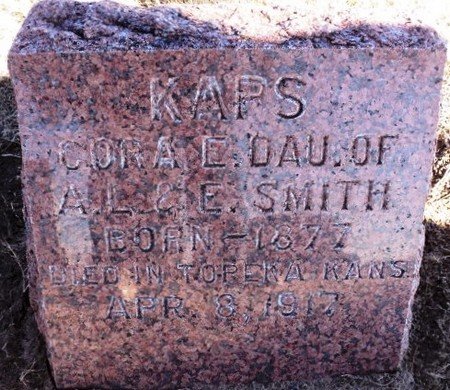 KAPS
CORA E. DAU. OF
A. L. & E. SMITH
BORN - 1877
DIED IN TOPEKA KANS.
APR. 8, 1917.